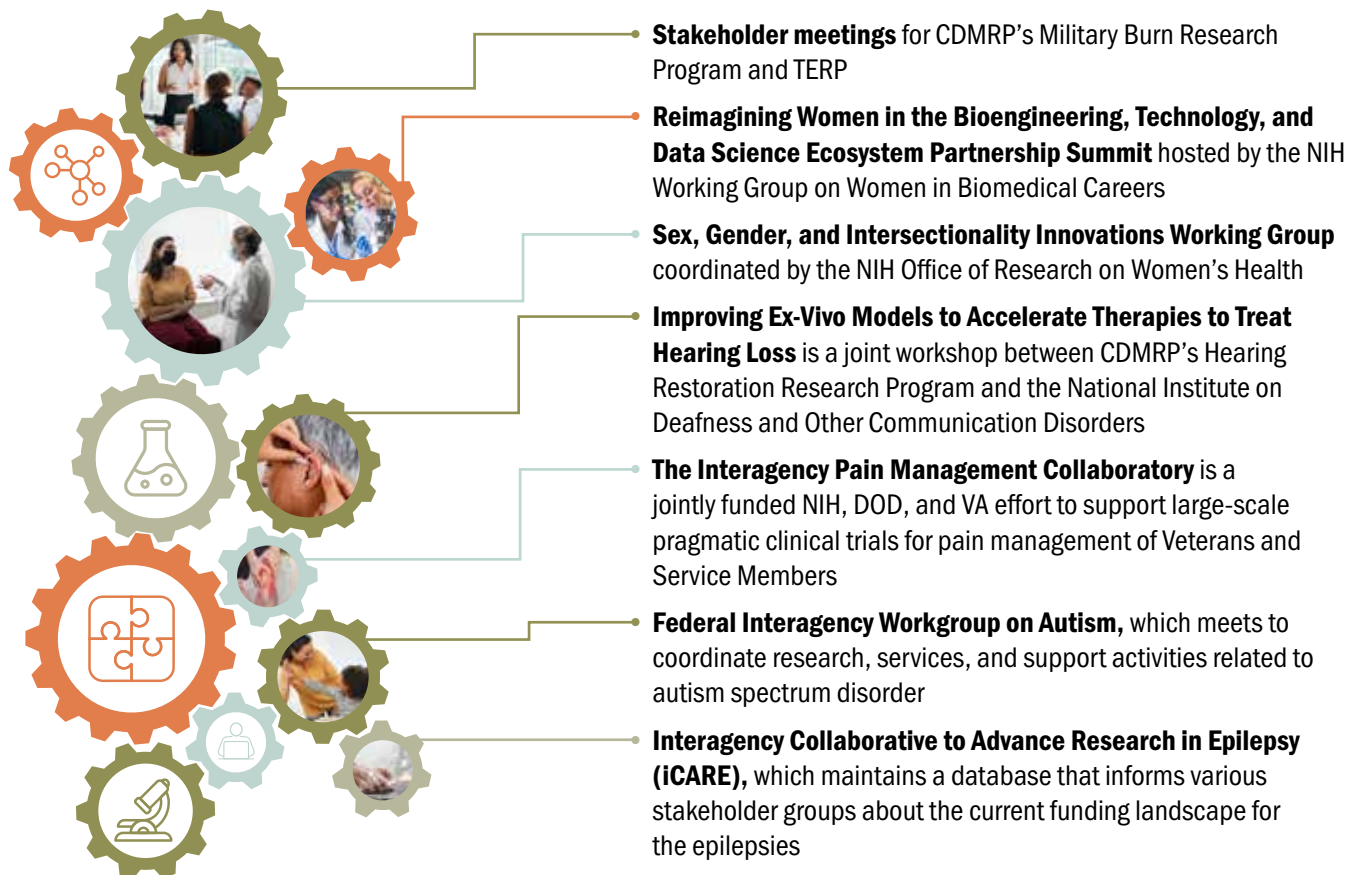 Stakeholder meetings for CDMRP's Military Burn Research
Program and TERP
Reimagining Women in the Bioengineering, Technology, and
Data Science Ecosystem Partnership Summit hosted by the NIH
Working Group on Women in Biomedical Careers
Sex, Gender, and Intersectionality Innovations Working Group
coordinated by the NIH Office of Research on Women's Health
Improving Ex-Vivo Models to Accelerate Therapies to Treat
Hearing Loss is a joint workshop between CDMRP's Hearing
Restoration Research Program and the National Institute on
Deafness and Other Communication Disorders
The Interagency Pain Management Collaboratory is a
jointly funded NIH, DOD, and VA effort to support large-scale
pragmatic clinical trials for pain management of Veterans and
Service Members
Federal Interagency Workgroup on Autism, which meets to
coordinate research, services, and support activities related to
autism spectrum disorder
Interagency Collaborative to Advance Research in Epilepsy
(iCARE), which maintains a database that informs various
stakeholder groups about the current funding landscape for
the epilepsies